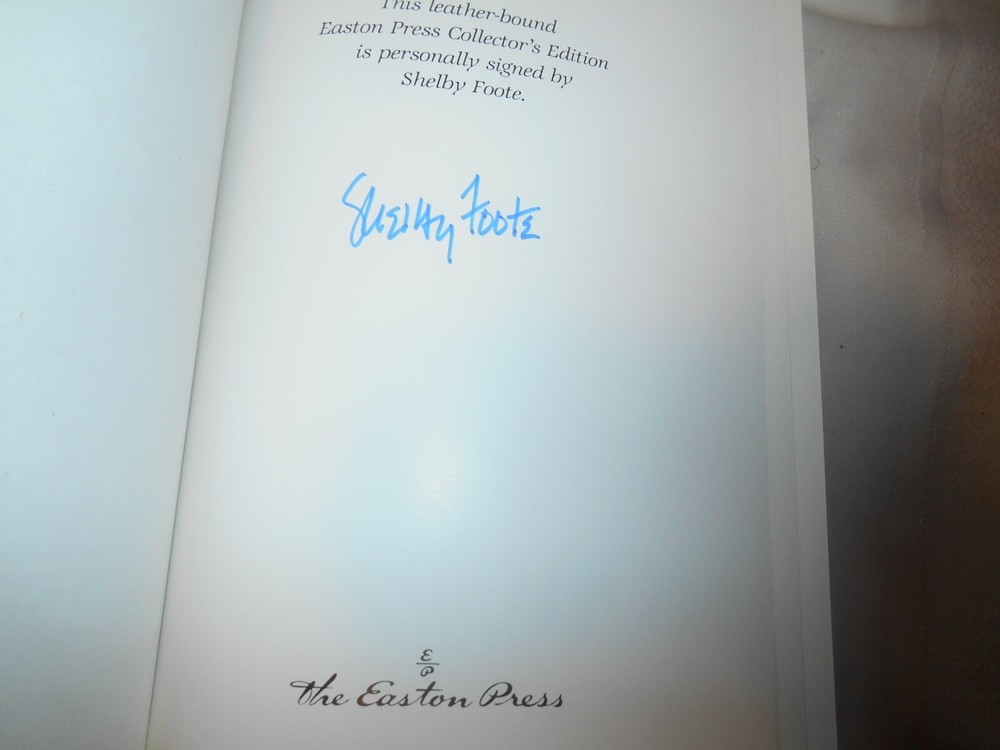 This leather-bound
Easton Press Collector's Edition
is personally signed by
Shelby Foote.
Shelby Foote
E
P
the Easton Press